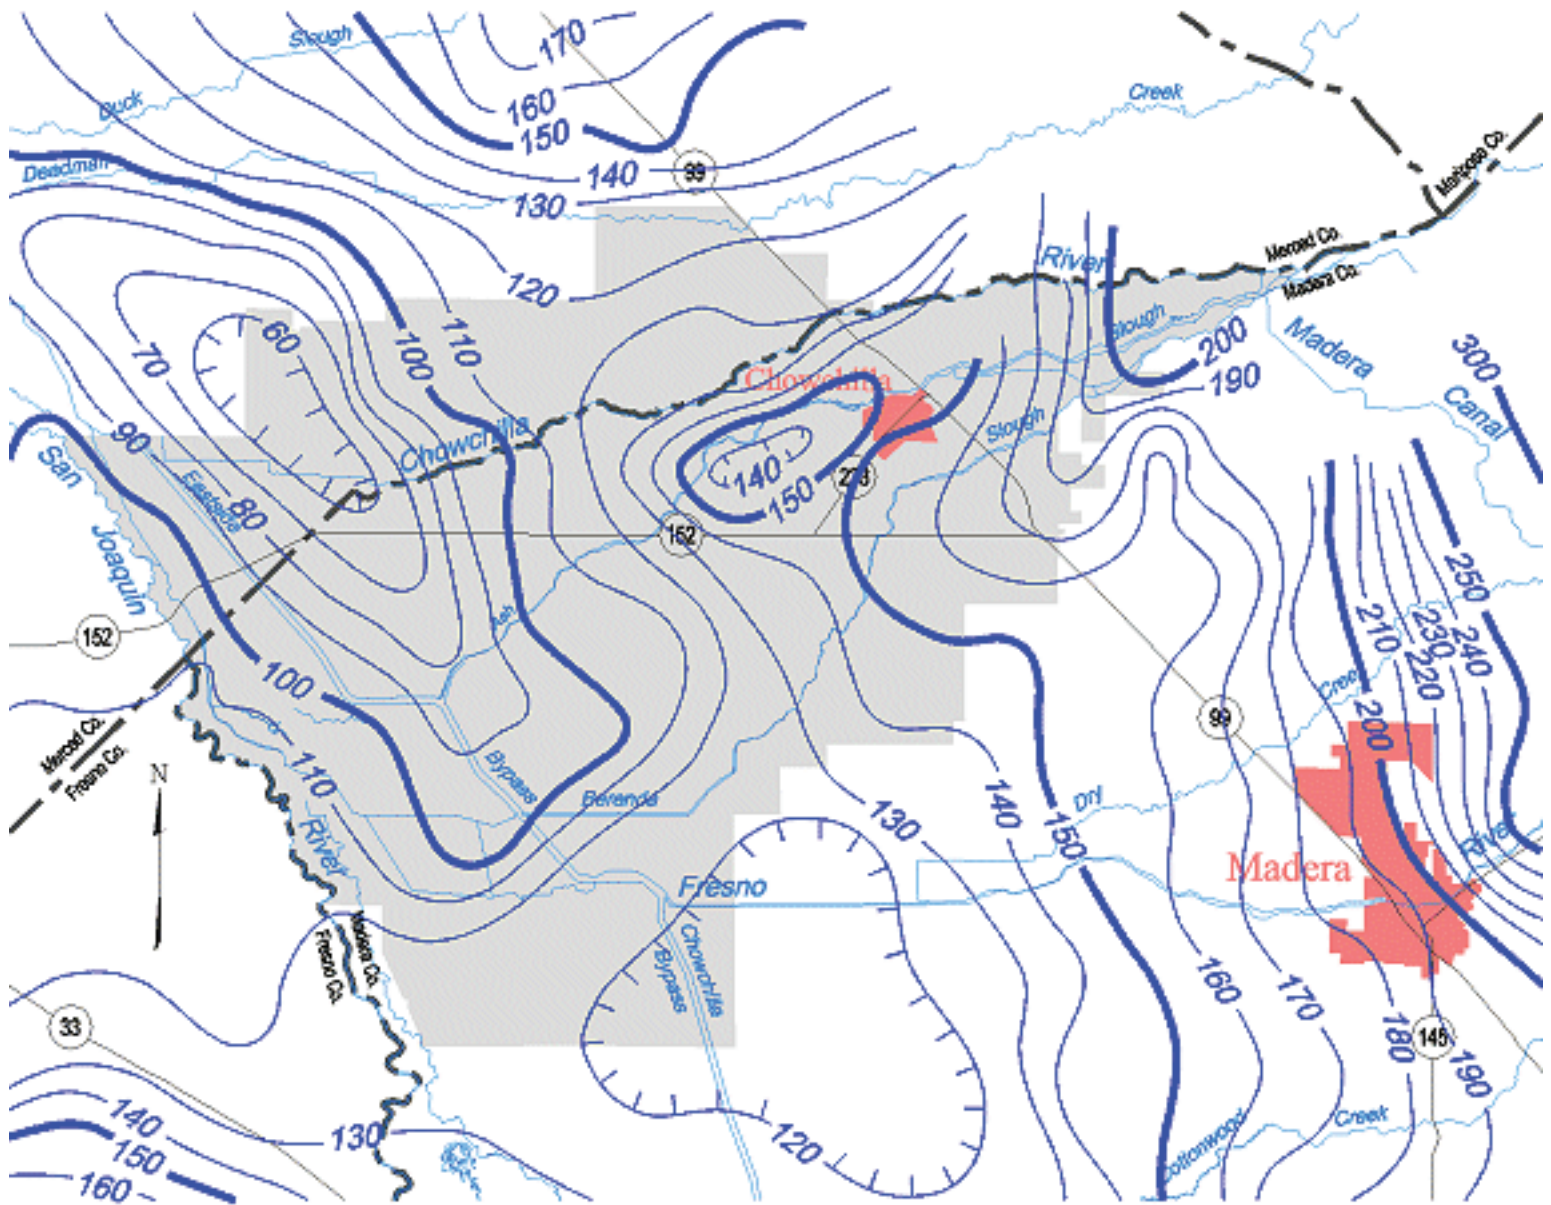 170
Slough
160
Duck
Creek
150
Deadman
140
99
Mariposa Co.
130
Merced Co.
River
Madera Co.
120
60
110
Slough
200
100
Madera
300
70
190
Chowchilla
Canal
90
Chowchilla
Slough
San
140
Eastside
150
80
152
Joaquin
250
152
210
230
240
Ash
220
100
Creek
200
99
Merced Co.
Fresno Co.
N
110
Bypass
Berenda
140
Dry
130
150
River
River
Madera
Fresno
Madera Co.
Fresno Co.
Chowchilla
Bypass
160
170
33
180
145
190
140
130
120
Creek
150
Cottonwood
160